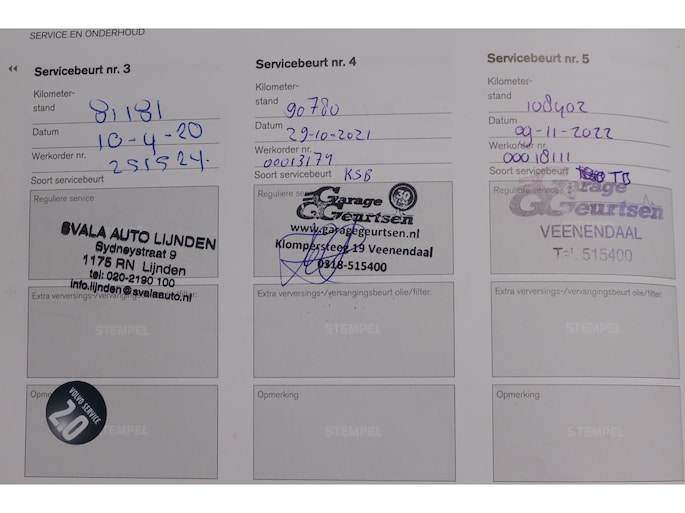 SERVICE EN ONDERHOUD
Servicebeurt nr. 3
Kilometer-
stand 81181
Datum 10-4-20
Werkorder nr. 251524.
Soort servicebeurt
Reguliere service
SVALA AUTO LIJNDEN
Sydneystraat 9
1175 RN Lijnden
tel: 020-2190 100
info.lijnden@svalaauto.nl
Extra verversings-/vervangingsbeurt olie/filter:
STEMPEL
VOLVO SERVICE
2.0
STEMPEL
Servicebeurt nr. 4
Kilometer-
stand 90780
Datum 29-10-2021
Werkorder nr. 00013179
Soort servicebeurt KSB
Reguliere
Garage
Geurtsen
30
www.garagegeurtsen.nl
Klompersteeg 19 Veenendaal
0318-515400
Extra verversings-/vervangingsbeurt olie/filter:
STEMPEL
Opmerking
STEMPEL
Servicebeurt nr. 5
Kilometer-
stand 108402
Datum 09-11-2022
Werkorder nr. 00018111
Soort servicebeurt TB
Reguliere service
Garage
Geurtsen
VEENENDAAL
Tel. 515400
Extra verversings-/vervangingsbeurt olie/filter:
STEMPEL
Opmerking
STEMPEL